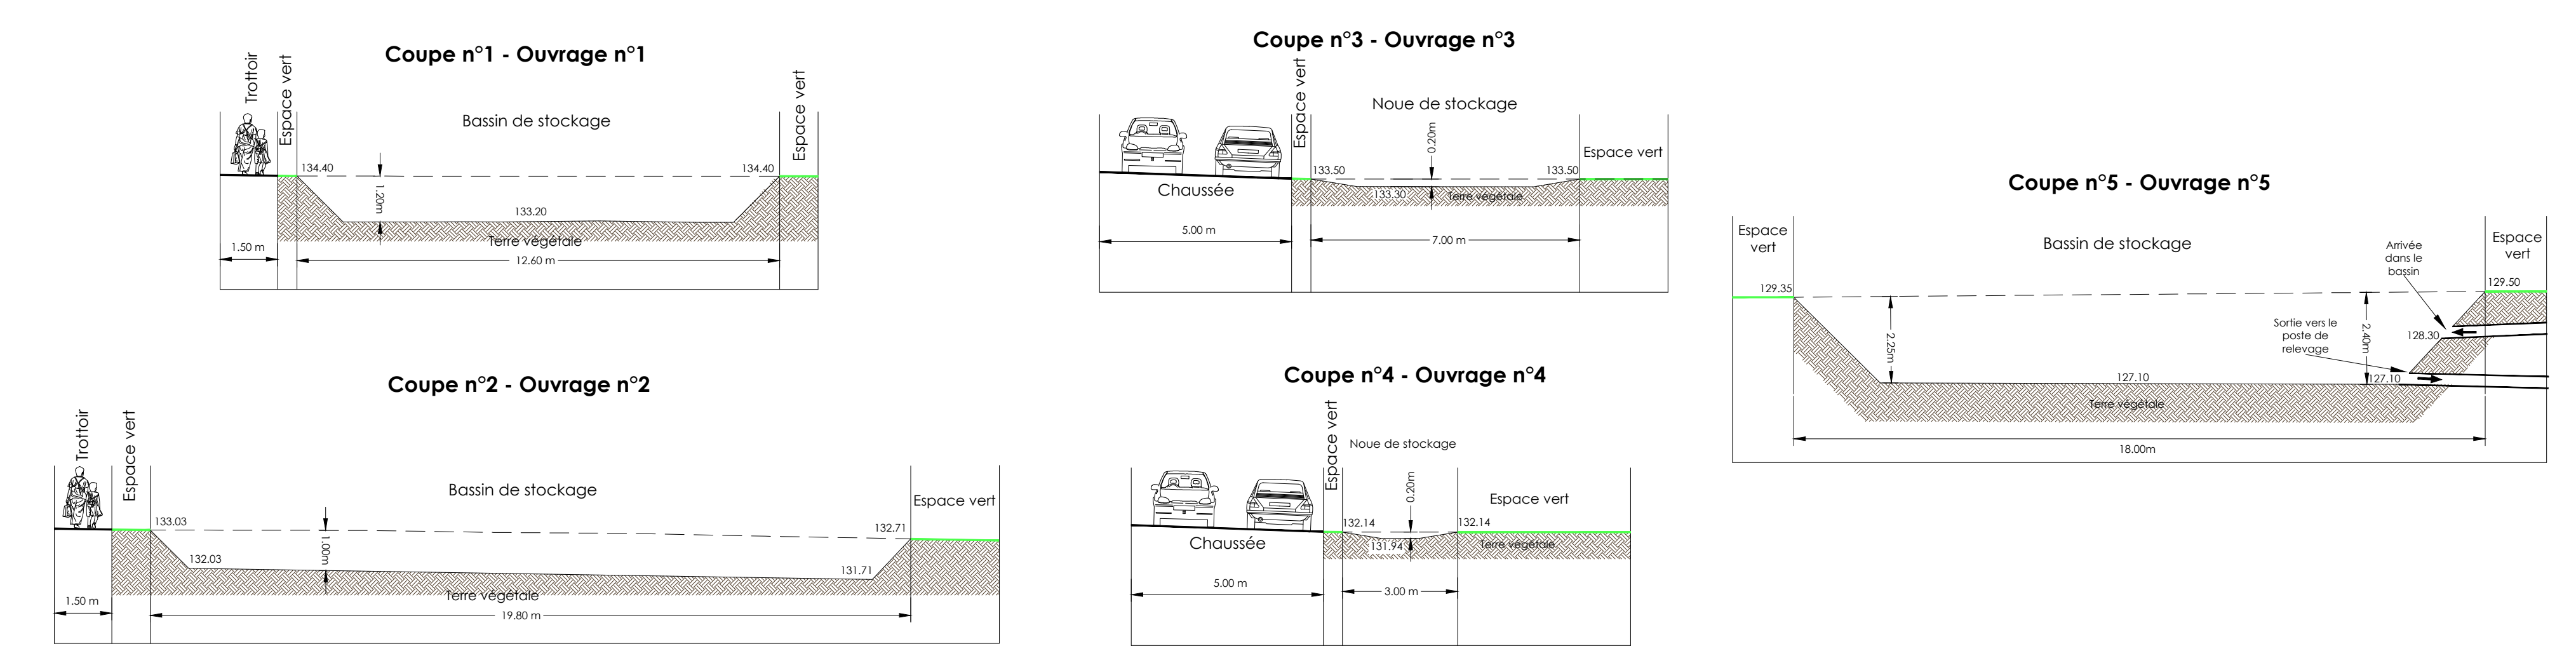 Coupe n°1 - Ouvrage n°1
Trottoir
Espace vert
Bassin de stockage
Espace vert
134.40
134.40
1.20m
133.20
Terre végétale
1.50 m
12.60 m
Coupe n°2 - Ouvrage n°2
Trottoir
Espace vert
Bassin de stockage
Espace vert
133.03
132.71
1.00m
132.03
131.71
Terre végétale
1.50 m
19.80 m
Coupe n°3 - Ouvrage n°3
Espace vert
Noue de stockage
0.20m
Espace vert
133.50
133.50
Chaussée
133.30
Terre végétale
5.00 m
7.00 m
Coupe n°4 - Ouvrage n°4
Espace vert
Noue de stockage
0.20m
Espace vert
132.14
132.14
Chaussée
131.94
Terre végétale
5.00 m
3.00 m
Coupe n°5 - Ouvrage n°5
Espace
vert
Bassin de stockage
Arrivée
dans le
bassin
Espace
vert
129.35
129.50
Sortie vers le
poste de
relevage
2.25m
2.40m
128.30
127.10
127.10
Terre végétale
18.00m